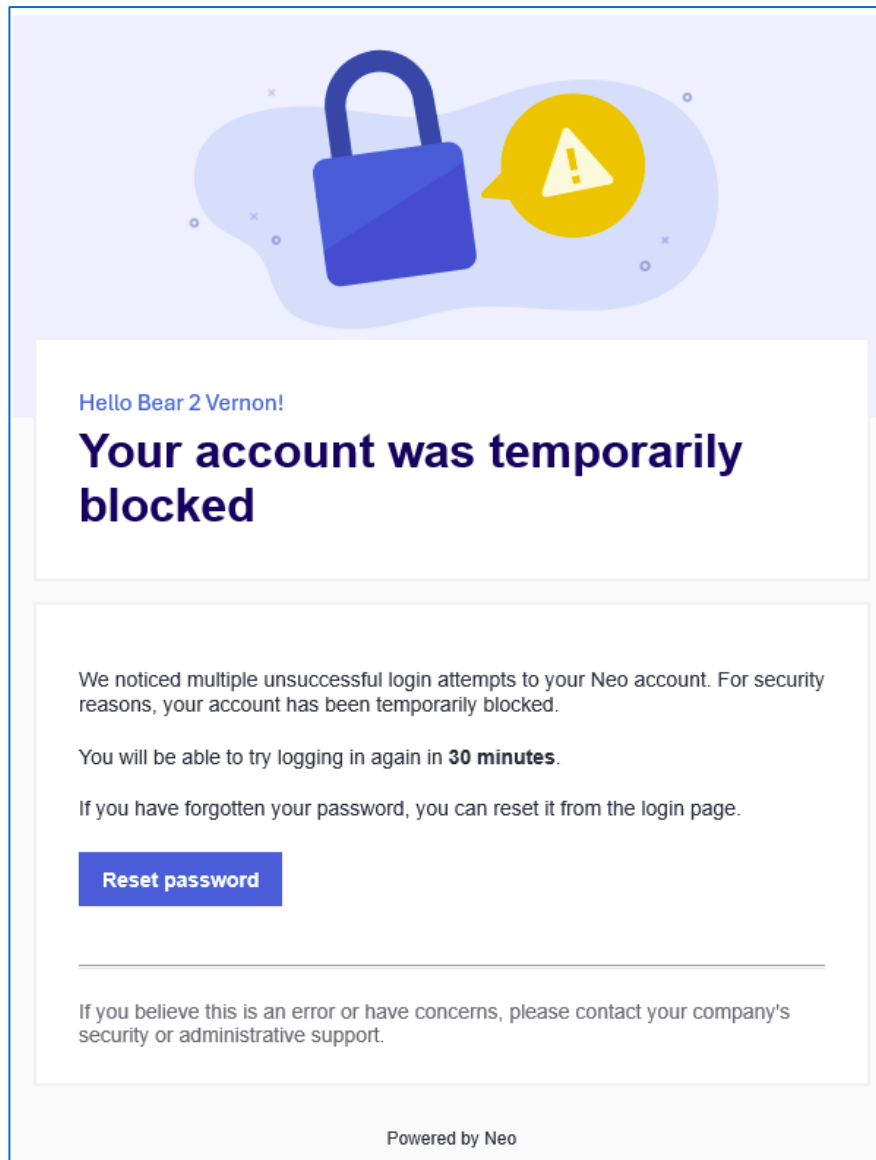 Hello Bear 2 Vernon!
Your account was temporarily
blocked
We noticed multiple unsuccessful login attempts to your Neo account. For security
reasons, your account has been temporarily blocked.
You will be able to try logging in again in 30 minutes.
If you have forgotten your password, you can reset it from the login page.
Reset password
If you believe this is an error or have concerns, please contact your company's
security or administrative support.
Powered by Neo